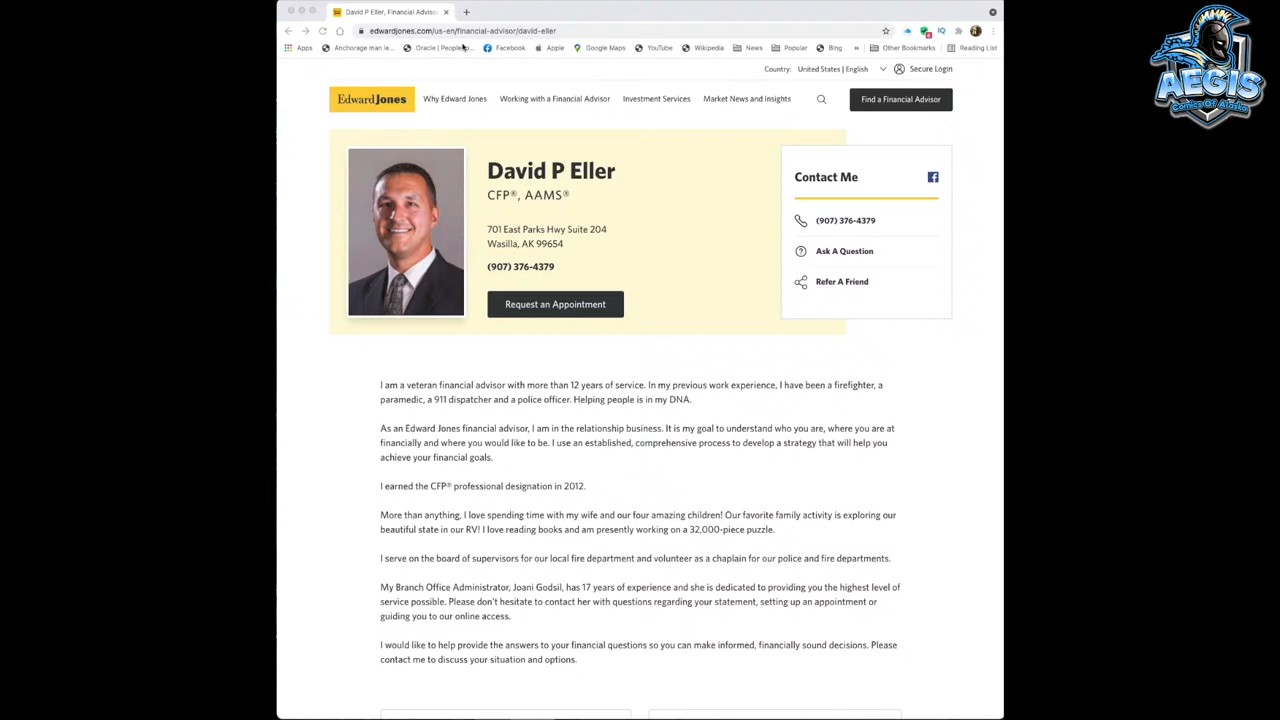 David P Eller, Financial Advisor
edwardjones.com/us-en/financial-advisor/david-eller
Apps
Anchorage man le...
Oracle | People...
Facebook
Apple
Google Maps
YouTube
Wikipedia
News
Popular
Bing
»
Other Bookmarks
Reading List
AEGIS
Comics Of Alaska
Country: United States | English
Secure Login
Edward Jones
Why Edward Jones
Working with a Financial Advisor
Investment Services
Market News and Insights
Find a Financial Advisor
David P Eller
CFP®, AAMS®
701 East Parks Hwy Suite 204
Wasilla, AK 99654
(907) 376-4379
Request an Appointment
Contact Me
(907) 376-4379
Ask A Question
Refer A Friend
I am a veteran financial advisor with more than 12 years of service. In my previous work experience, I have been a firefighter, a
paramedic, a 911 dispatcher and a police officer. Helping people is in my DNA.
As an Edward Jones financial advisor, I am in the relationship business. It is my goal to understand who you are, where you are at
financially and where you would like to be. I use an established, comprehensive process to develop a strategy that will help you
achieve your financial goals.
I earned the CFP® professional designation in 2012.
More than anything, I love spending time with my wife and our four amazing children! Our favorite family activity is exploring our
beautiful state in our RV! I love reading books and am presently working on a 32,000-piece puzzle.
I serve on the board of supervisors for our local fire department and volunteer as a chaplain for our police and fire departments.
My Branch Office Administrator, Joani Godsil, has 17 years of experience and she is dedicated to providing you the highest level of
service possible. Please don't hesitate to contact her with questions regarding your statement, setting up an appointment or
guiding you to our online access.
I would like to help provide the answers to your financial questions so you can make informed, financially sound decisions. Please
contact me to discuss your situation and options.